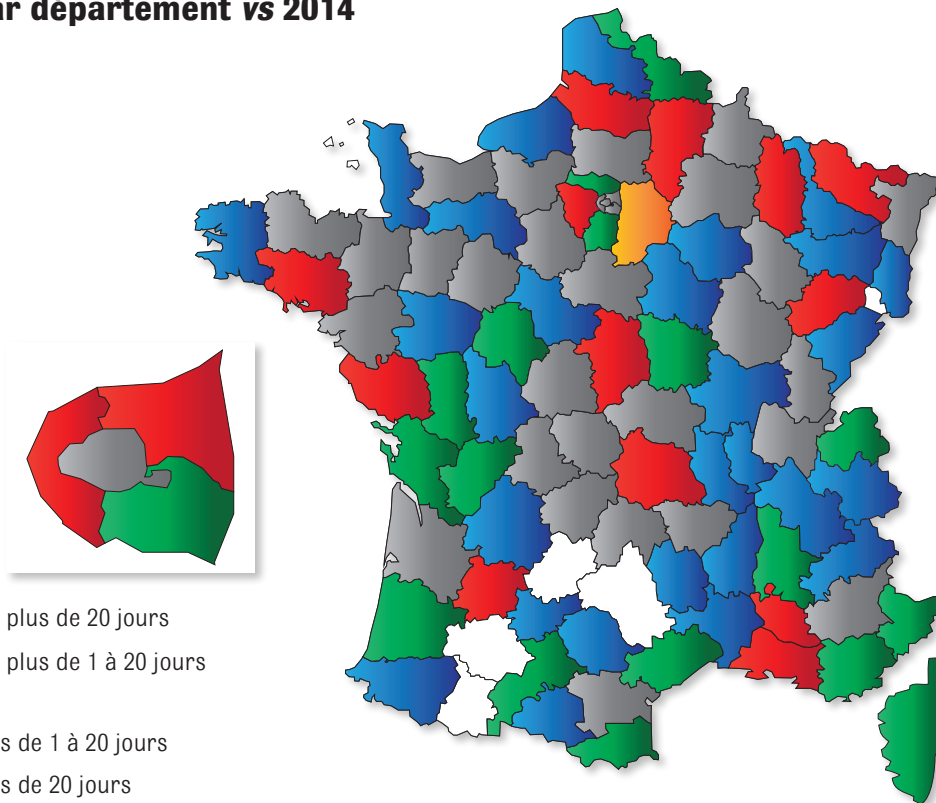 ar département vs 2014
plus de 20 jours
plus de 1 à 20 jours
s de 1 à 20 jours
s de 20 jours